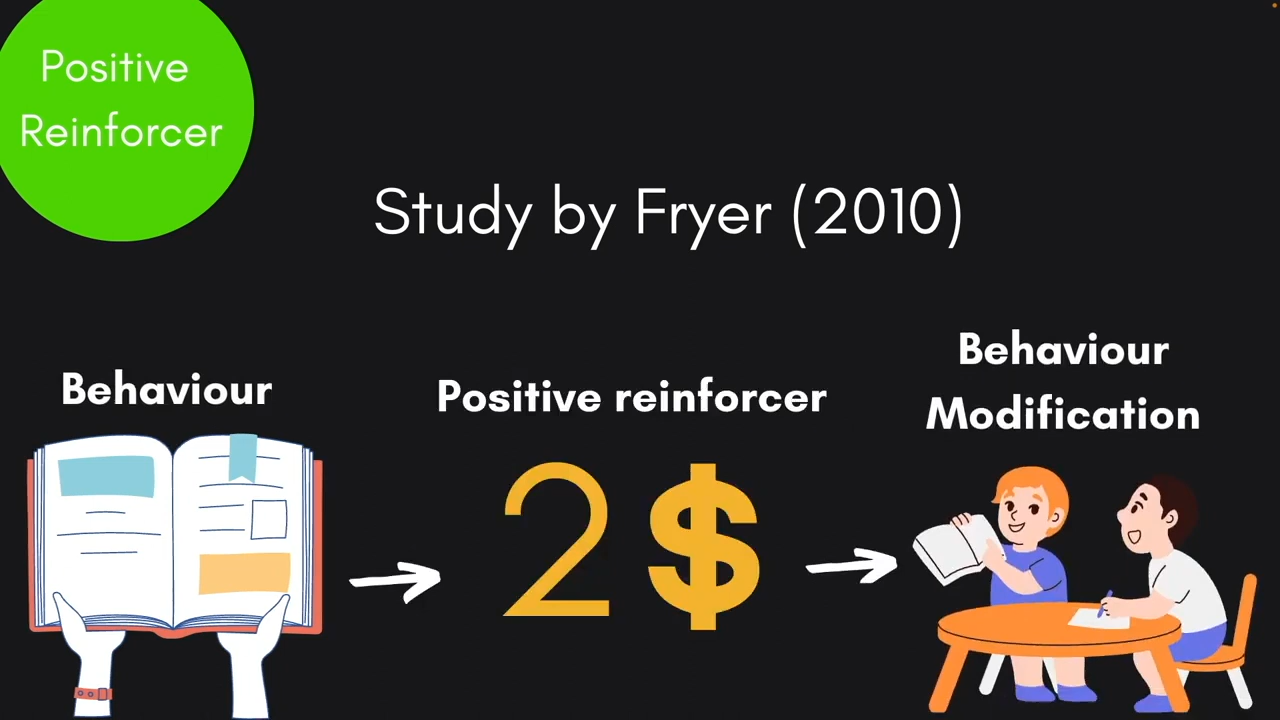 Positive
Reinforcer
Study by Fryer (2010)
Behaviour
Positive reinforcer
2$
Behaviour
Modification